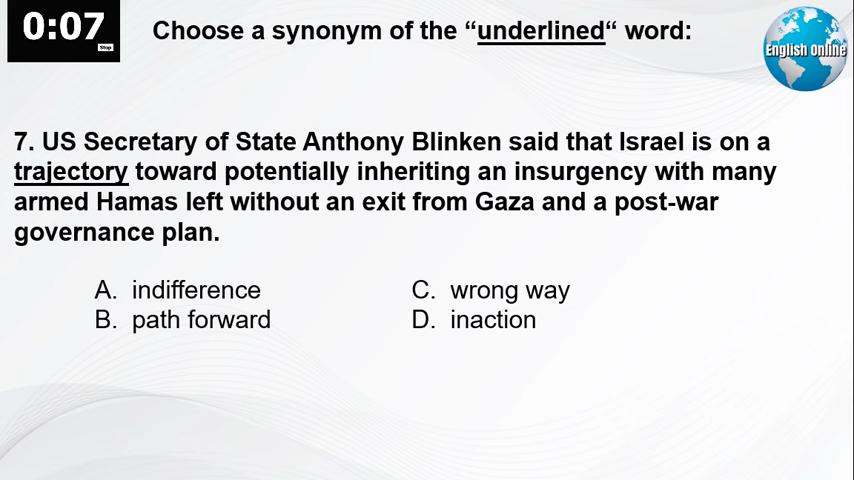 0:07
Stop
Choose a synonym of the “underlined“ word:
English Online
7. US Secretary of State Anthony Blinken said that Israel is on a
trajectory toward potentially inheriting an insurgency with many
armed Hamas left without an exit from Gaza and a post-war
governance plan.
A. indifference
B. path forward
C. wrong way
D. inaction